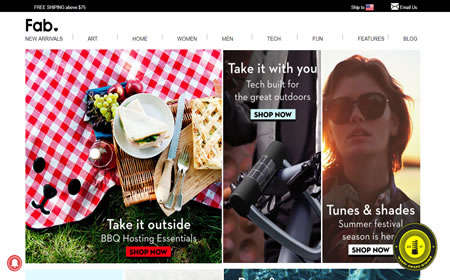 FREE SHIPING above $75
Ship to
Email Us
Fab
NEW ARRIVALS
ART
HOME
WOMEN
MEN
TECH
FUN
FEATURES
BLOG
Take it outside
BBQ Hosting Essentials
SHOP NOW
Take it with you
Tech built for
the great outdoors
SHOP NOW
Tunes & shades
Summer festival
season is her
SHOP NOW